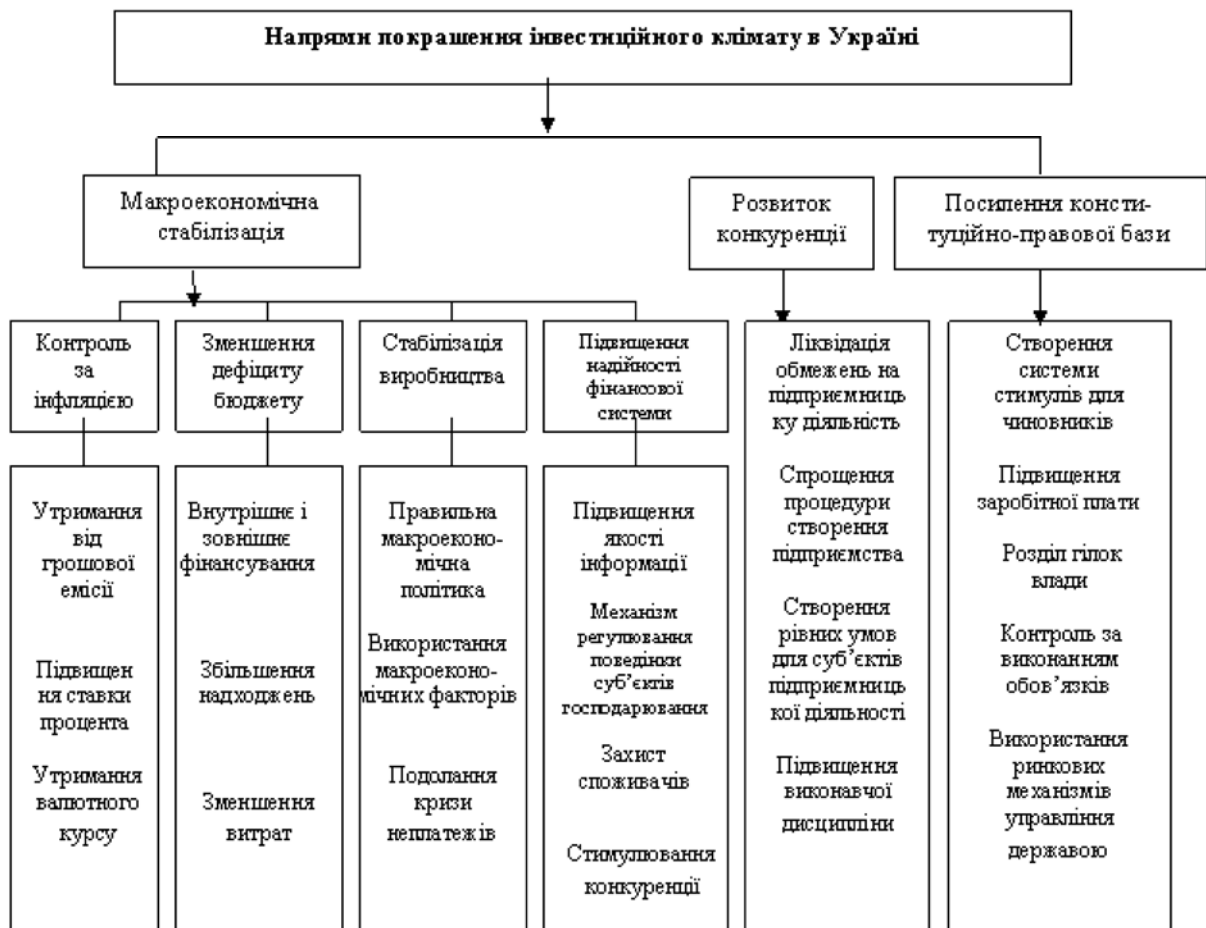 Напрями покрашення інвестиційного клімату в Україні
Макроекономічна
стабілізація
Розвиток
конкуренції
Посилення консти-
туційно-правової бази
Контроль
за
інфляцією
Зменшення
дефіциту
бюджету
Стабілізація
виробництва
Підвищення
надійності
фінансової
системи
Ліквідація
обмежень на
підприємниць
ку діяльність
Спрощення
процедури
створення
підприємства
Створення
рівних умов
для суб’єктів
підприємниць
кої діяльності
Підвищення
виконавчої
дисципліни
Створення
системи
стимулів для
чиновників
Підвищення
заробітної плати
Розділ гілок
влади
Контроль за
виконанням
обов’язків
Використання
ринкових
механізмів
управління
державою
Утримання
від
грошової
емісії
Підвищен
ня ставки
процента
Утримання
валютного
курсу
Внутрішнє і
зовнішнє
фінансування
Збільшення
надходжень
Зменшення
витрат
Правильна
макроеконо-
мічна
політика
Використання
макроеконо-
мічних факторів
Подолання
кризи
неплатежів
Підвищення
якості
інформації
Механізм
регулювання
поведінки
суб’єктів
господарювання
Захист
споживачів
Стимулювання
конкуренції